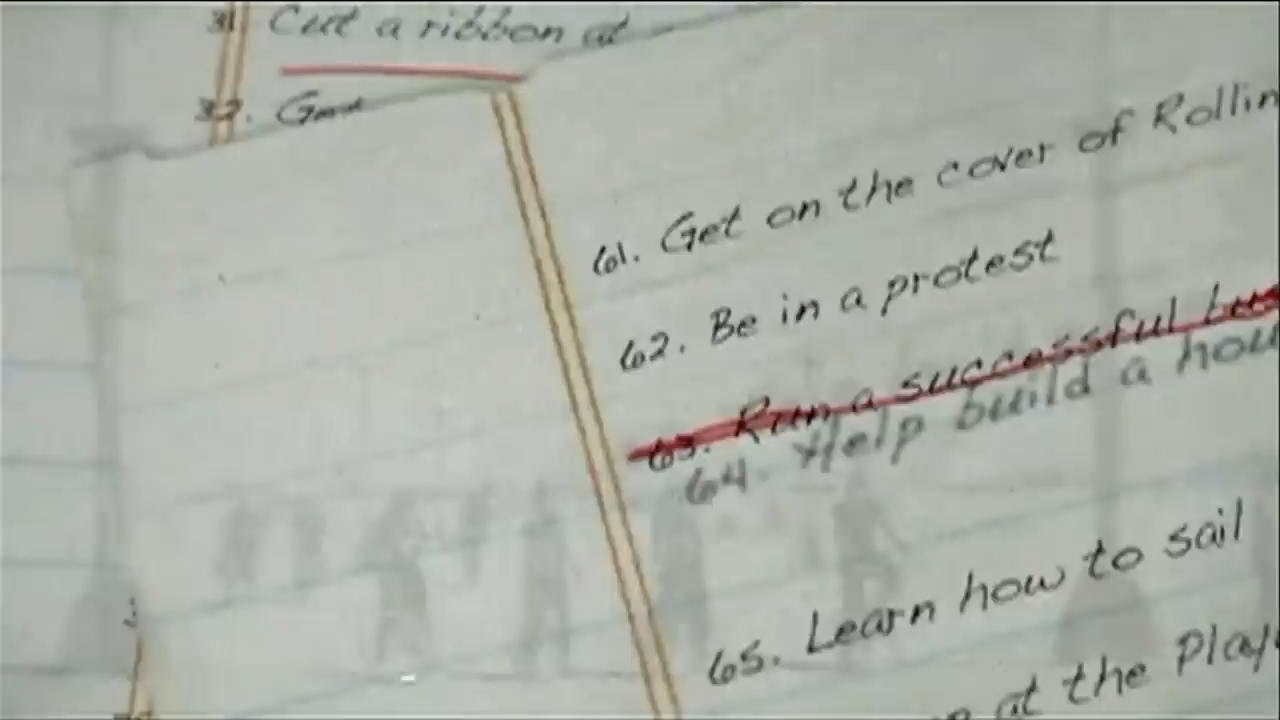 31. Cut a ribbon at
32.
61. Get on the cover of Rollin
62. Be in a protest
63. Run a successful bus
64. Help build a hou
65. Learn how to sail
at the Play